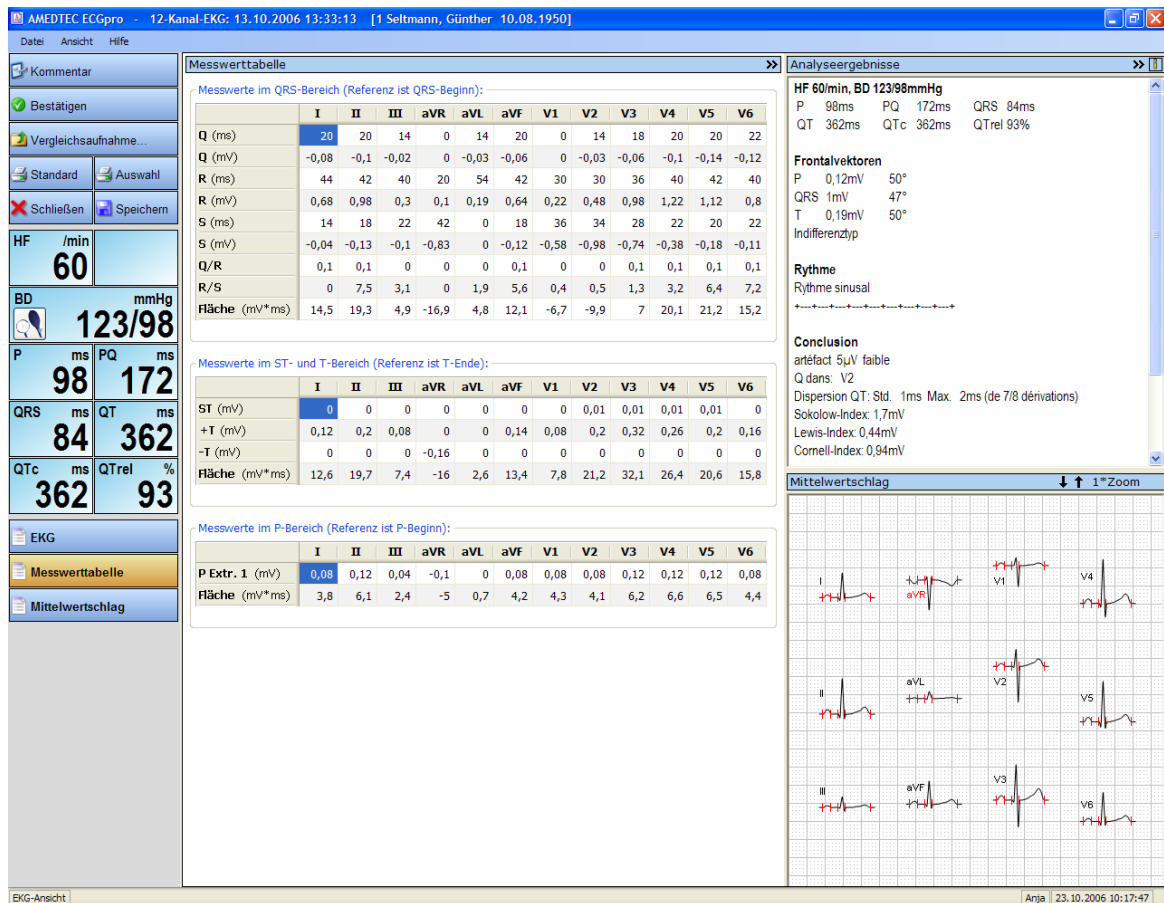 AMEDTEC ECGpro - 12-Kanal-EKG: 13.10.2006 13:33:13 [1 Seltmann, Günther 10.08.1950]
Datei Ansicht Hilfe
Kommentar
Bestätigen
Vergleichsaufnahme...
Standard Auswahl
Schließen Speichern
HF /min
60
BD mmHg
123/98
P ms PQ ms
98 172
QRS ms QT ms
84 362
QTc ms QTrel %
362 93
EKG
Messwerttabelle
Mittelwertschlag
Messwerttabelle
Messwerte im QRS-Bereich (Referenz ist QRS-Beginn):
I II III aVR aVL aVF V1 V2 V3 V4 V5 V6
Q (ms) 20 20 14 0 14 20 0 14 18 20 20 22
Q (mV) -0,08 -0,1 -0,02 0 -0,03 -0,06 0 -0,03 -0,06 -0,1 -0,14 -0,12
R (ms) 44 42 40 20 54 42 30 30 36 40 42 40
R (mV) 0,68 0,98 0,3 0,1 0,19 0,64 0,22 0,48 0,98 1,22 1,12 0,8
S (ms) 14 18 22 42 0 18 36 34 28 22 20 22
S (mV) -0,04 -0,13 -0,1 -0,83 0 -0,12 -0,58 -0,98 -0,74 -0,38 -0,18 -0,11
Q/R 0,1 0,1 0 0 0 0,1 0 0 0,1 0,1 0,1 0,1
R/S 0 7,5 3,1 0 1,9 5,6 0,4 0,5 1,3 3,2 6,4 7,2
Fläche (mV*ms) 14,5 19,3 4,9 -16,9 4,8 12,1 -6,7 -9,9 7 20,1 21,2 15,2
Messwerte im ST- und T-Bereich (Referenz ist T-Ende):
I II III aVR aVL aVF V1 V2 V3 V4 V5 V6
ST (mV) 0 0 0 0 0 0 0 0,01 0,01 0,01 0,01 0
+T (mV) 0,12 0,2 0,08 0 0 0,14 0,08 0,2 0,32 0,26 0,2 0,16
-T (mV) 0 0 0 -0,16 0 0 0 0 0 0 0 0
Fläche (mV*ms) 12,6 19,7 7,4 -16 2,6 13,4 7,8 21,2 32,1 26,4 20,6 15,8
Messwerte im P-Bereich (Referenz ist P-Beginn):
I II III aVR aVL aVF V1 V2 V3 V4 V5 V6
P Extr. 1 (mV) 0,08 0,12 0,04 -0,1 0 0,08 0,08 0,08 0,12 0,12 0,12 0,08
Fläche (mV*ms) 3,8 6,1 2,4 -5 0,7 4,2 4,3 4,1 6,2 6,6 6,5 4,4
Analyseergebnisse
HF 60/min, BD 123/98mmHg
P 98ms PQ 172ms QRS 84ms
QT 362ms QTc 362ms QTrel 93%
Frontalvektoren
P 0,12mV 50°
QRS 1mV 47°
T 0,19mV 50°
Indifferenztyp
Rythme
Rythme sinusal
+---+---+---+---+---+---+---+---+---+
Conclusion
artéfact 5µV faible
Q dans: V2
Dispersion QT: Std. 1ms Max. 2ms (de 7/8 dérivations)
Sokolow-Index: 1,7mV
Lewis-Index: 0,44mV
Cornell-Index: 0,94mV
Mittelwertschlag 1*Zoom
I aVR V1 V4
II aVL V2 V5
III aVF V3 V6
EKG-Ansicht Anja 23.10.2006 10:17:47